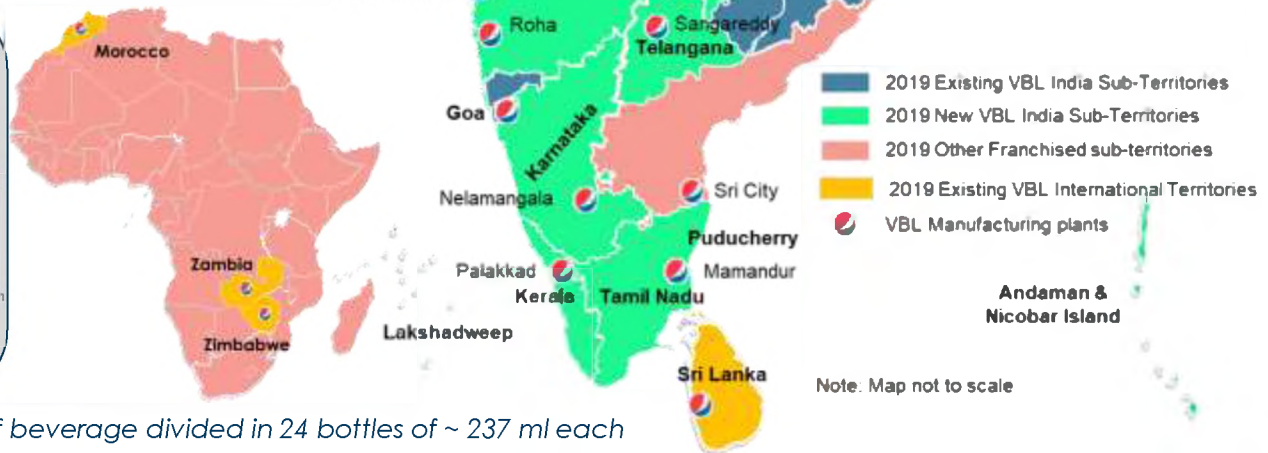 Morocco
Zambia
Zimbabwe
Roha
Sangareddy
Telangana
Goa
Karnataka
Nelamangala
Sri City
Puducherry
Palakkad
Mamandur
Kerala
Tamil Nadu
Lakshadweep
Sri Lanka
2019 Existing VBL India Sub-Territories
2019 New VBL India Sub-Territories
2019 Other Franchised sub-territories
2019 Existing VBL International Territories
VBL Manufacturing plants
Andaman &
Nicobar Island
Note: Map not to scale
beverage divided in 24 bottles of ~ 237 ml each